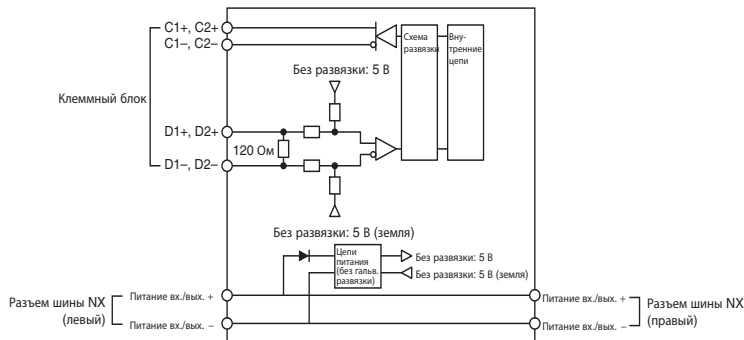 C1+, C2+
C1–, C2–
Клеммный блок
D1+, D2+
D1–, D2–
120 Ом
Без развязки: 5 В
Схема
развязки
Вну-
тренние
цепи
Без развязки: 5 В (земля)
Цепи
питания
(без гальв.
развязки)
Без развязки: 5 В
Без развязки: 5 В (земля)
Разъем шины NX
(левый)
Питание вх./вых. +
Питание вх./вых. –
Питание вх./вых. +
Питание вх./вых. –
Разъем шины NX
(правый)